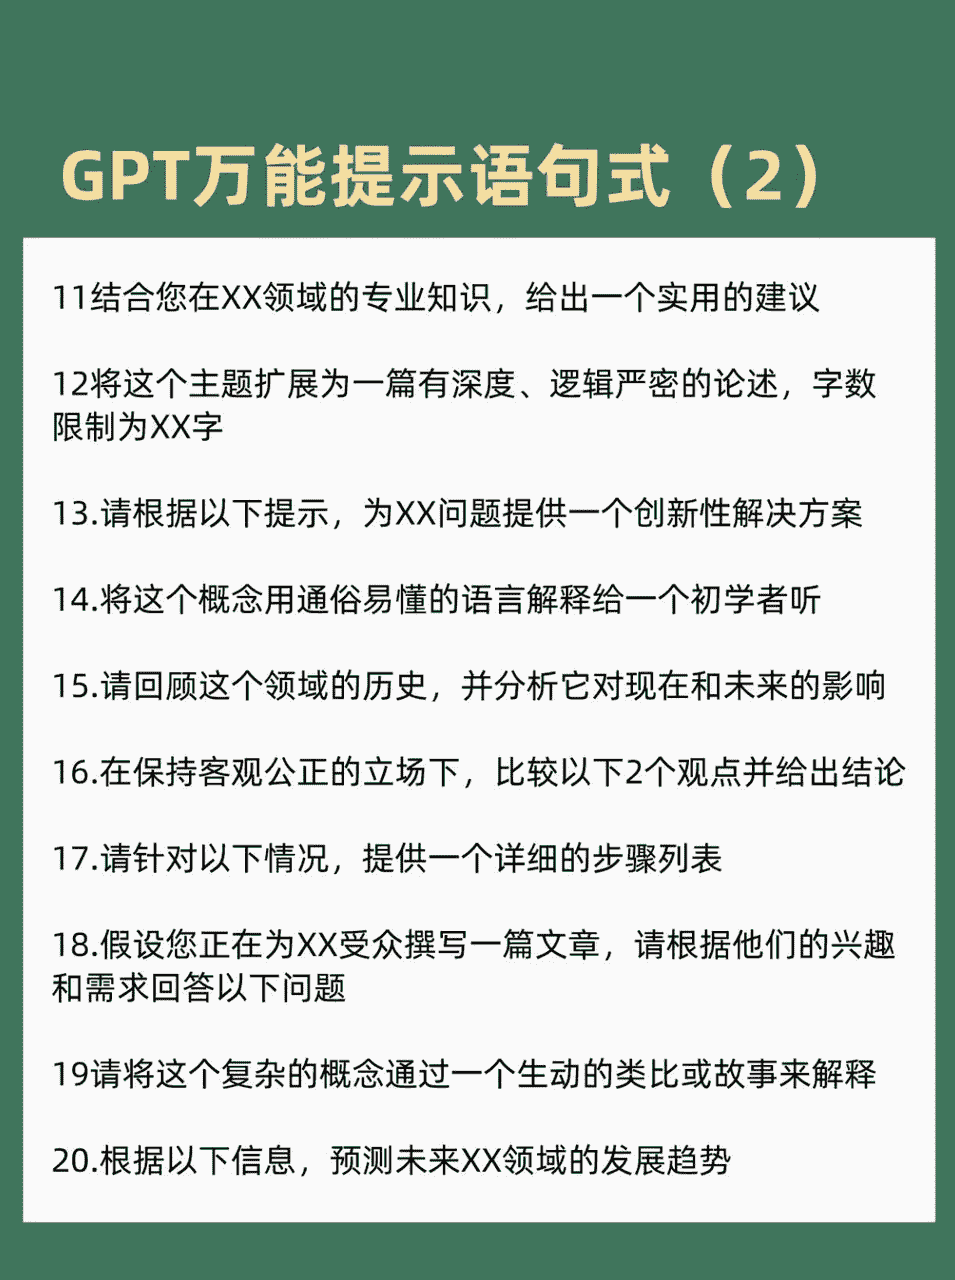 GPT万能提示语句式（2）
11结合您在XX领域的专业知识，给出一个实用的建议
12将这个主题扩展为一篇有深度、逻辑严密的论述，字数
限制为XX字
13.请根据以下提示，为XX问题提供一个创新性解决方案
14.将这个概念用通俗易懂的语言解释给一个初学者听
15.请回顾这个领域的历史，并分析它对现在和未来的影响
16.在保持客观公正的立场下，比较以下2个观点并给出结论
17.请针对以下情况，提供一个详细的步骤列表
18.假设您正在为XX受众撰写一篇文章，请根据他们的兴趣
和需求回答以下问题
19请将这个复杂的概念通过一个生动的类比或故事来解释
20.根据以下信息，预测未来XX领域的发展趋势